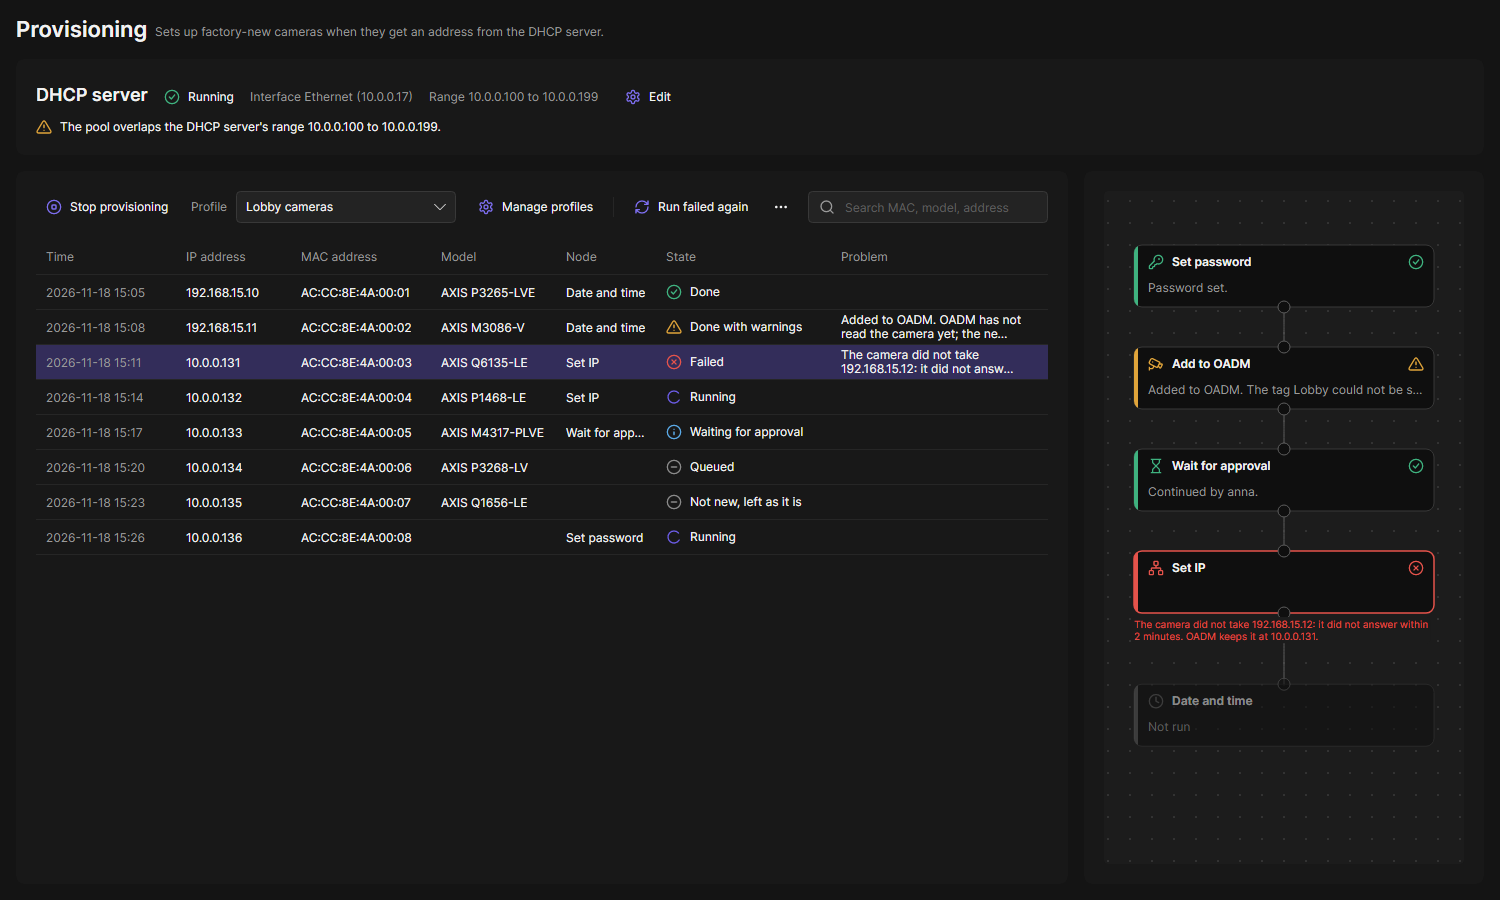 Provisioning Sets up factory-new cameras when they get an address from the DHCP server.
DHCP server Running Interface Ethernet (10.0.0.17) Range 10.0.0.100 to 10.0.0.199 Edit
The pool overlaps the DHCP server's range 10.0.0.100 to 10.0.0.199.
Stop provisioning Profile Lobby cameras Manage profiles Run failed again ... Search MAC, model, address
Time IP address MAC address Model Node State Problem
2026-11-18 15:05 192.168.15.10 AC:CC:8E:4A:00:01 AXIS P3265-LVE Date and time Done
2026-11-18 15:08 192.168.15.11 AC:CC:8E:4A:00:02 AXIS M3086-V Date and time Done with warnings Added to OADM. OADM has not
read the camera yet; the ne...
2026-11-18 15:11 10.0.0.131 AC:CC:8E:4A:00:03 AXIS Q6135-LE Set IP Failed The camera did not take
192.168.15.12: it did not answ...
2026-11-18 15:14 10.0.0.132 AC:CC:8E:4A:00:04 AXIS P1468-LE Set IP Running
2026-11-18 15:17 10.0.0.133 AC:CC:8E:4A:00:05 AXIS M4317-PLVE Wait for app... Waiting for approval
2026-11-18 15:20 10.0.0.134 AC:CC:8E:4A:00:06 AXIS P3268-LV Queued
2026-11-18 15:23 10.0.0.135 AC:CC:8E:4A:00:07 AXIS Q1656-LE Not new, left as it is
2026-11-18 15:26 10.0.0.136 AC:CC:8E:4A:00:08 Set password Running
Set password
Password set.
Add to OADM
Added to OADM. The tag Lobby could not be s...
Wait for approval
Continued by anna.
Set IP
The camera did not take 192.168.15.12: it did not answer within
2 minutes. OADM keeps it at 10.0.0.131.
Date and time
Not run